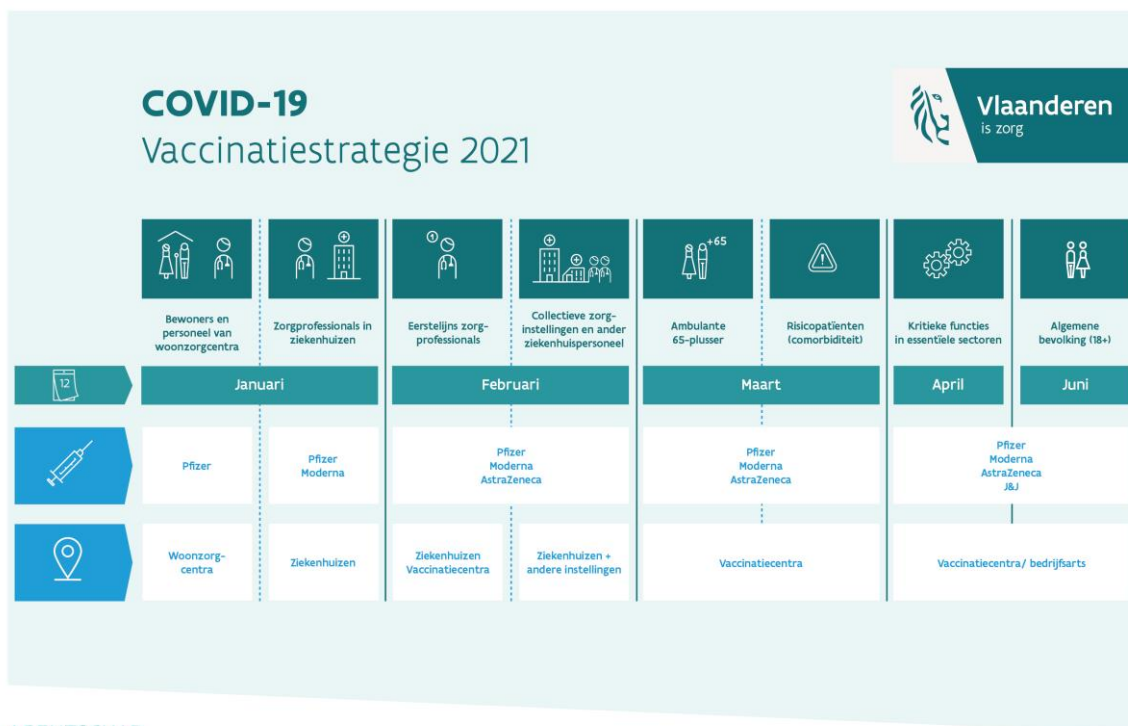 COVID-19
Vaccinatiestrategie 2021
Vlaanderen
is zorg
+65
1
Bewoners en
personeel van
woonzorgcentra
Zorgprofessionals in
ziekenhuizen
Eerstelijns zorg-
professionals
Collectieve zorg-
instellingen en ander
ziekenhuispersoneel
Ambulante
65-plusser
Risicopatïenten
(comorbiditeit)
Kritieke functies
in essentïele sectoren
Algemene
bevolking (18+)
12
Januari
Februari
Maart
April
Juni
Pfizer
Pfizer
Moderna
Pfizer
Moderna
AstraZeneca
Pfizer
Moderna
AstraZeneca
Pfizer
Moderna
AstraZeneca
J&J
Woonzorg-
centra
Ziekenhuizen
Ziekenhuizen
Vaccinatiecentra
Ziekenhuizen +
andere instellingen
Vaccinatiecentra
Vaccinatiecentra/ bedrijfsarts